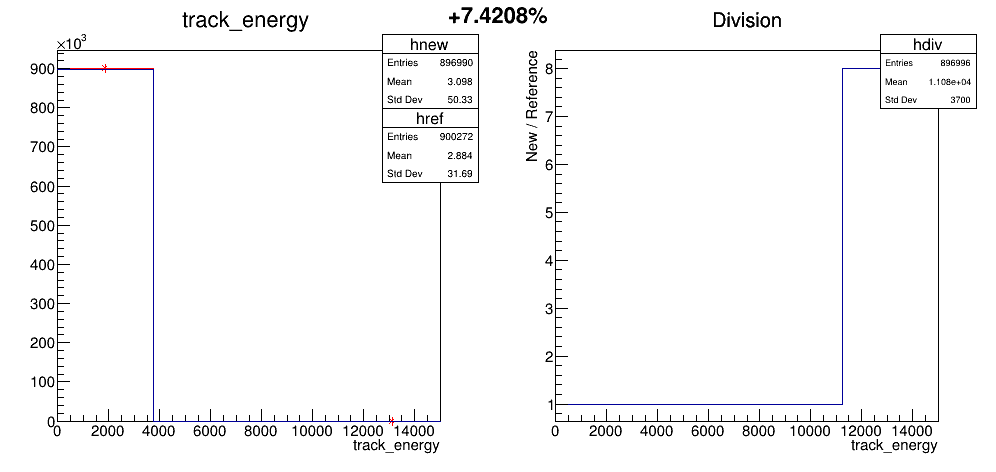 +7.4208%
track_energy
×10³
900
800
700
600
500
400
300
200
100
0
0 2000 4000 6000 8000 10000 12000 14000
track_energy
hnew
Entries 896990
Mean 3.098
Std Dev 50.33
href
Entries 900272
Mean 2.884
Std Dev 31.69
Division
New / Reference
8
7
6
5
4
3
2
1
0 2000 4000 6000 8000 10000 12000 14000
track_energy
hdiv
Entries 896996
Mean 1.108e+04
Std Dev 3700